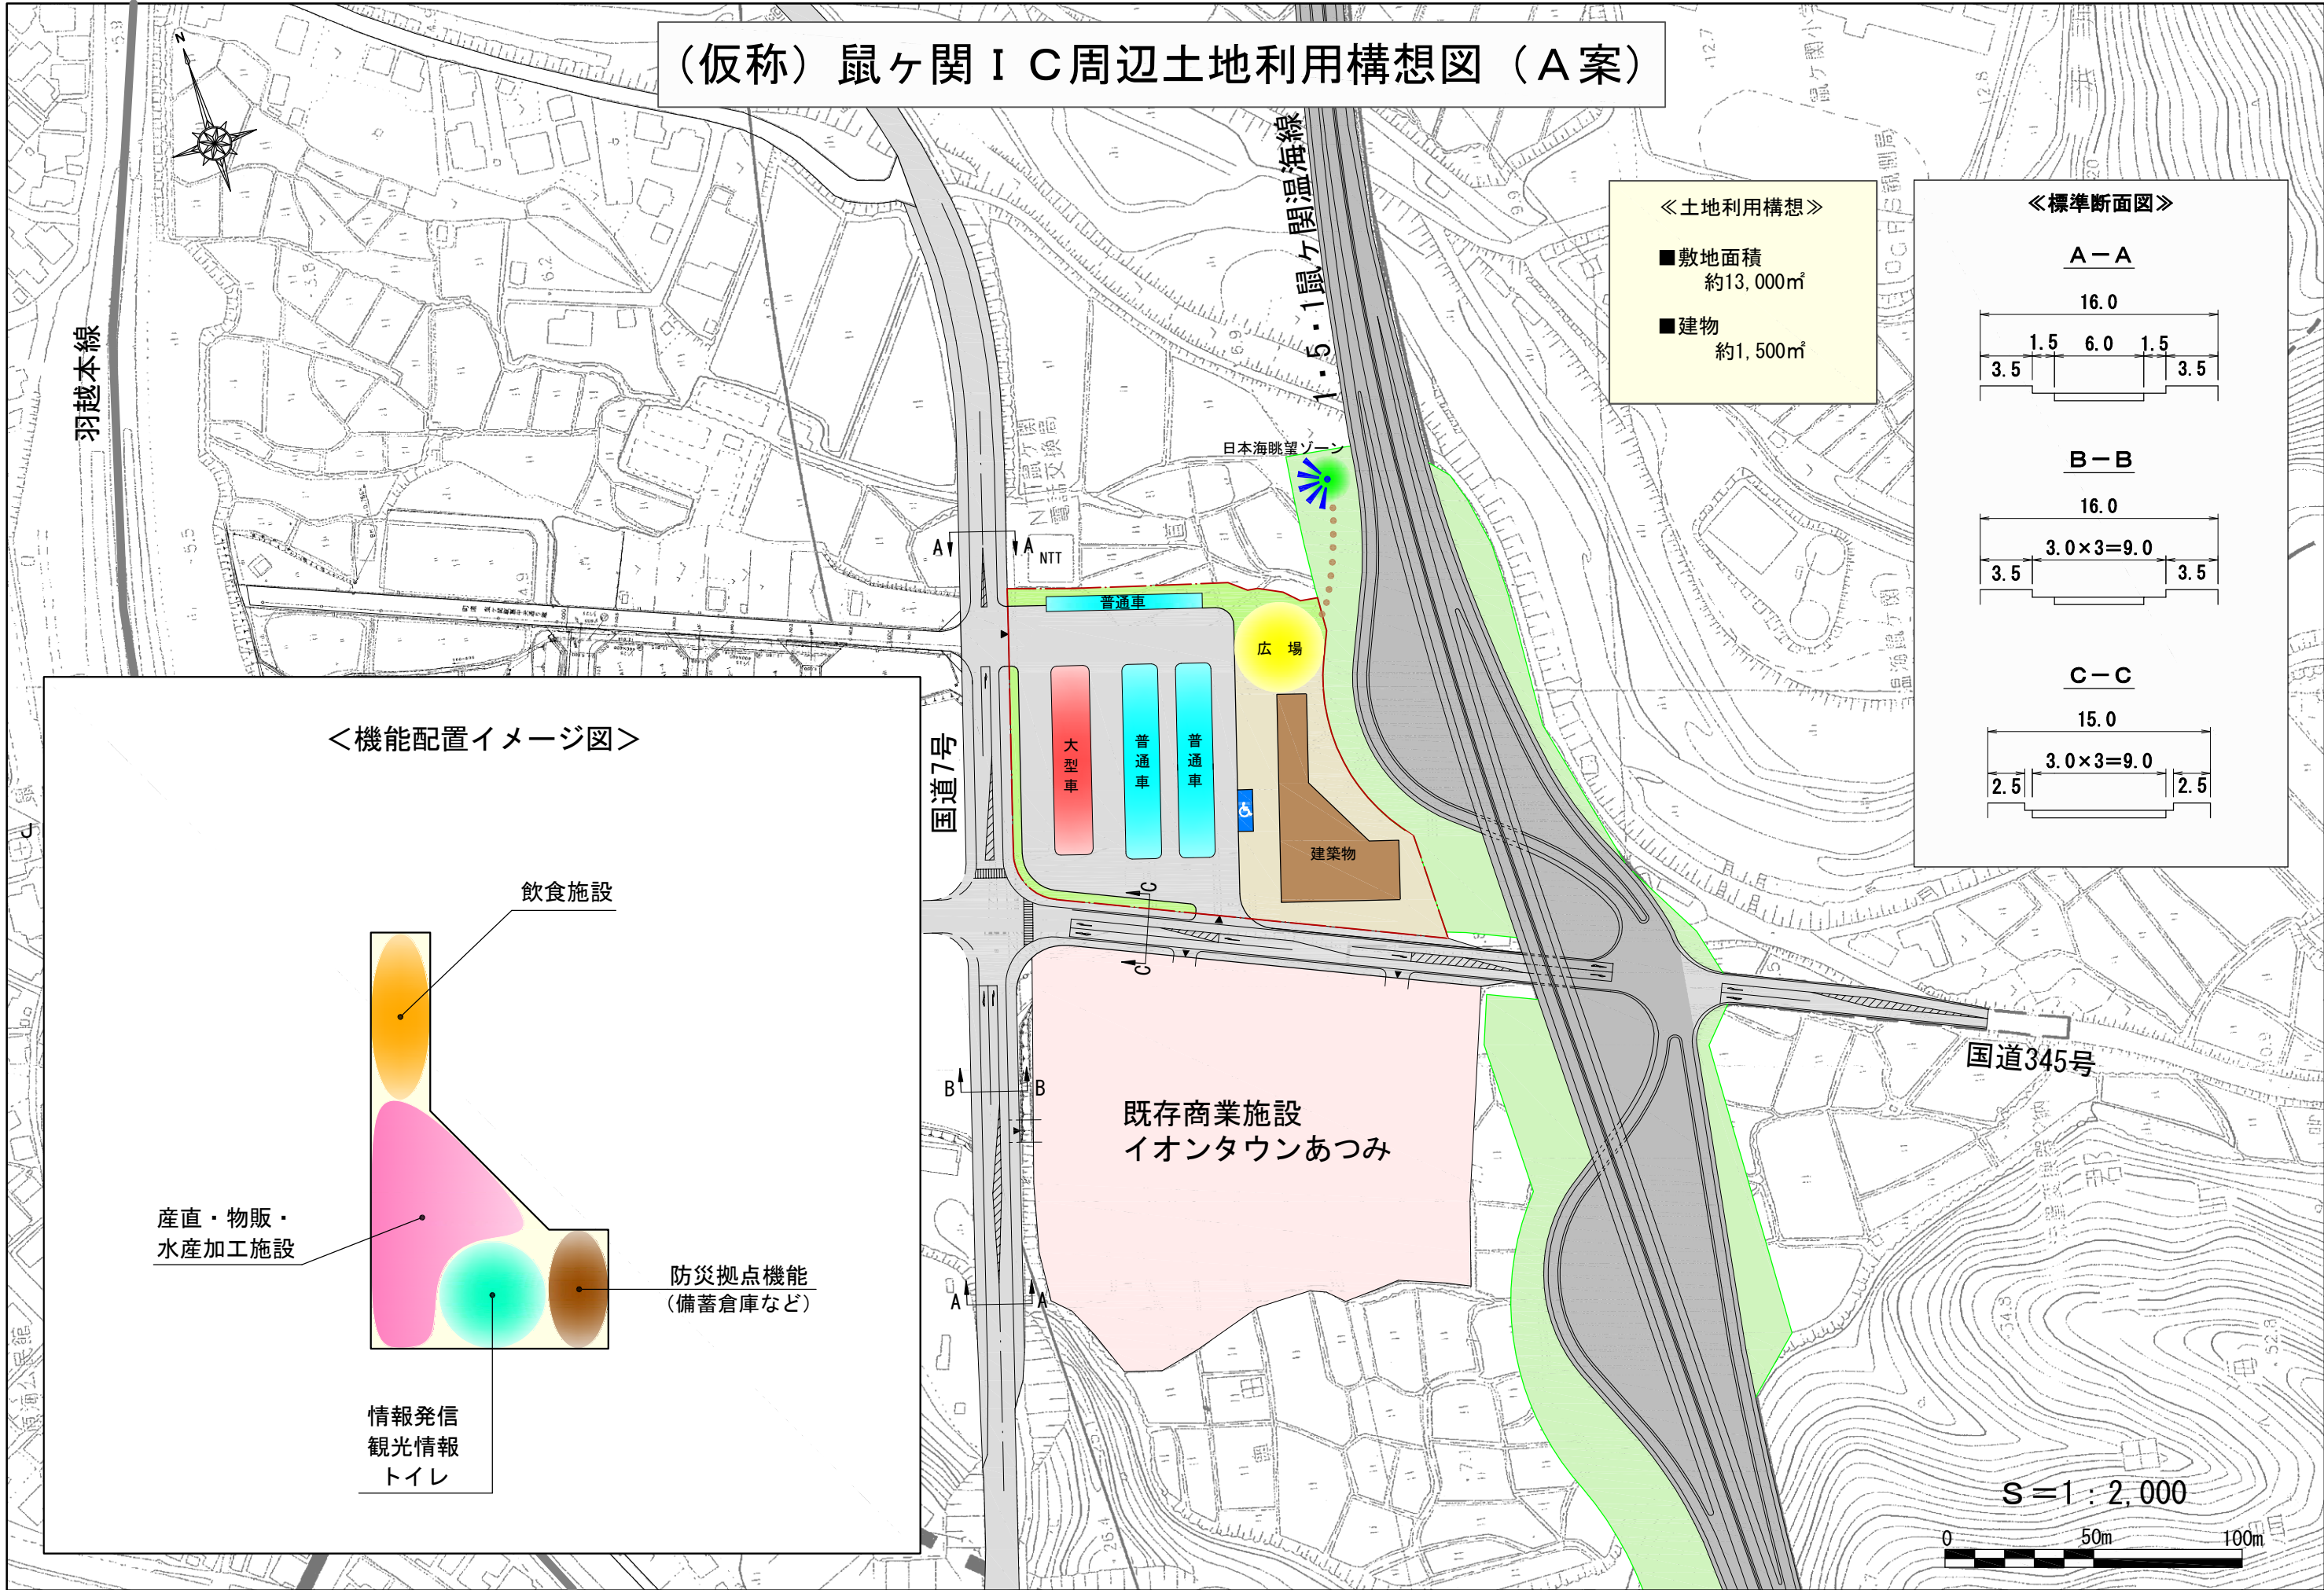 （仮称）鼠ヶ関ＩＣ周辺土地利用構想図（Ａ案）
N
羽越本線
1・5・1鼠ヶ関温海線
≪土地利用構想≫
■敷地面積
約13,000㎡
■建物
約1,500㎡
≪標準断面図≫
Ａ－Ａ
16.0
1.5 6.0 1.5
3.5 3.5
Ｂ－Ｂ
16.0
3.0×3=9.0
3.5 3.5
Ｃ－Ｃ
15.0
3.0×3=9.0
2.5 2.5
日本海眺望ゾーン
A A
NTT
普通車
広　場
大型車
普通車
普通車
建築物
国道7号
C
C
B B
A A
既存商業施設
イオンタウンあつみ
国道345号
＜機能配置イメージ図＞
飲食施設
産直・物販・
水産加工施設
防災拠点機能
（備蓄倉庫など）
情報発信
観光情報
トイレ
Ｓ＝1：2,000
0 50m 100m